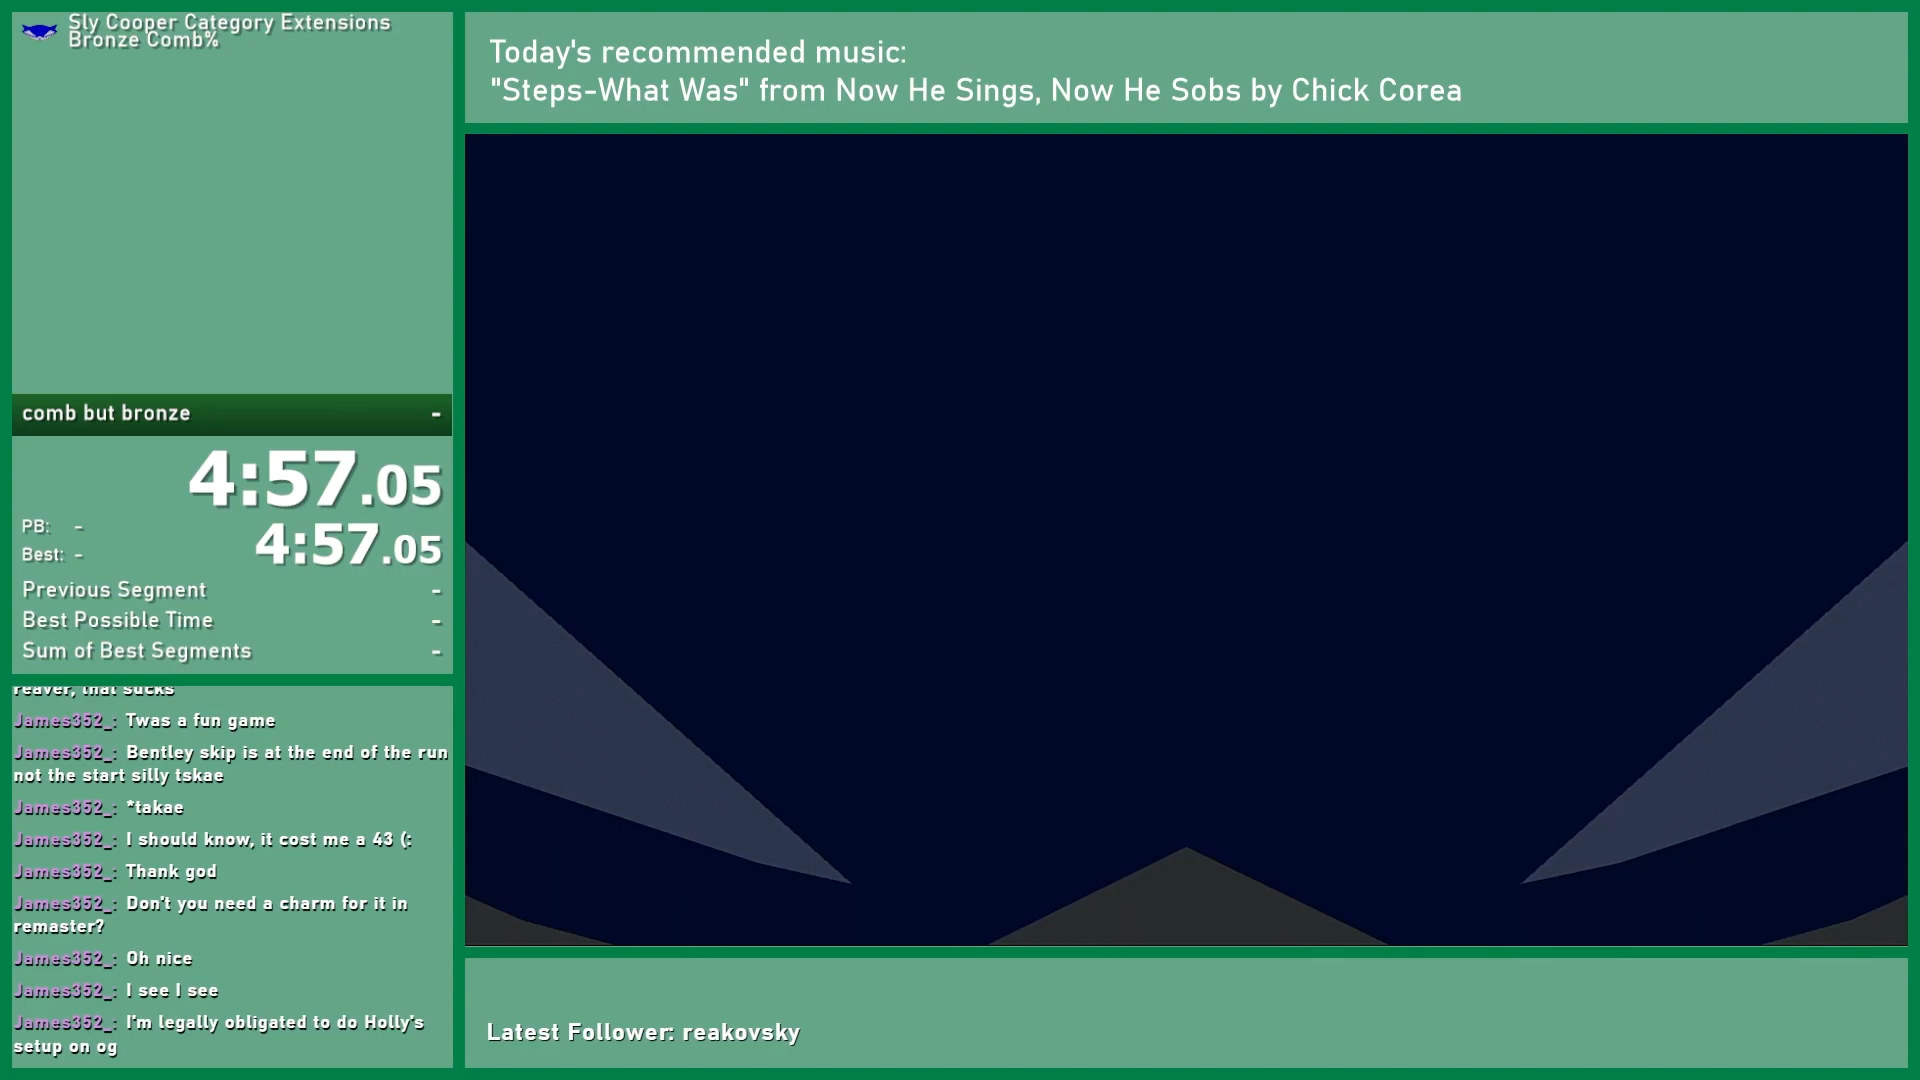 Sly Cooper Category Extensions
Bronze Comb%
comb but bronze -
4:57.05
PB: -
4:57.05
Best: -
Previous Segment -
Best Possible Time -
Sum of Best Segments -
reaver, that sucks
James352_: Twas a fun game
James352_: Bentley skip is at the end of the run
not the start silly tskae
James352_: *takae
James352_: I should know, it cost me a 43 (:
James352_: Thank god
James352_: Don't you need a charm for it in
remaster?
James352_: Oh nice
James352_: I see I see
James352_: I'm legally obligated to do Holly's
setup on og
Today's recommended music:
"Steps-What Was" from Now He Sings, Now He Sobs by Chick Corea
Latest Follower: reakovsky